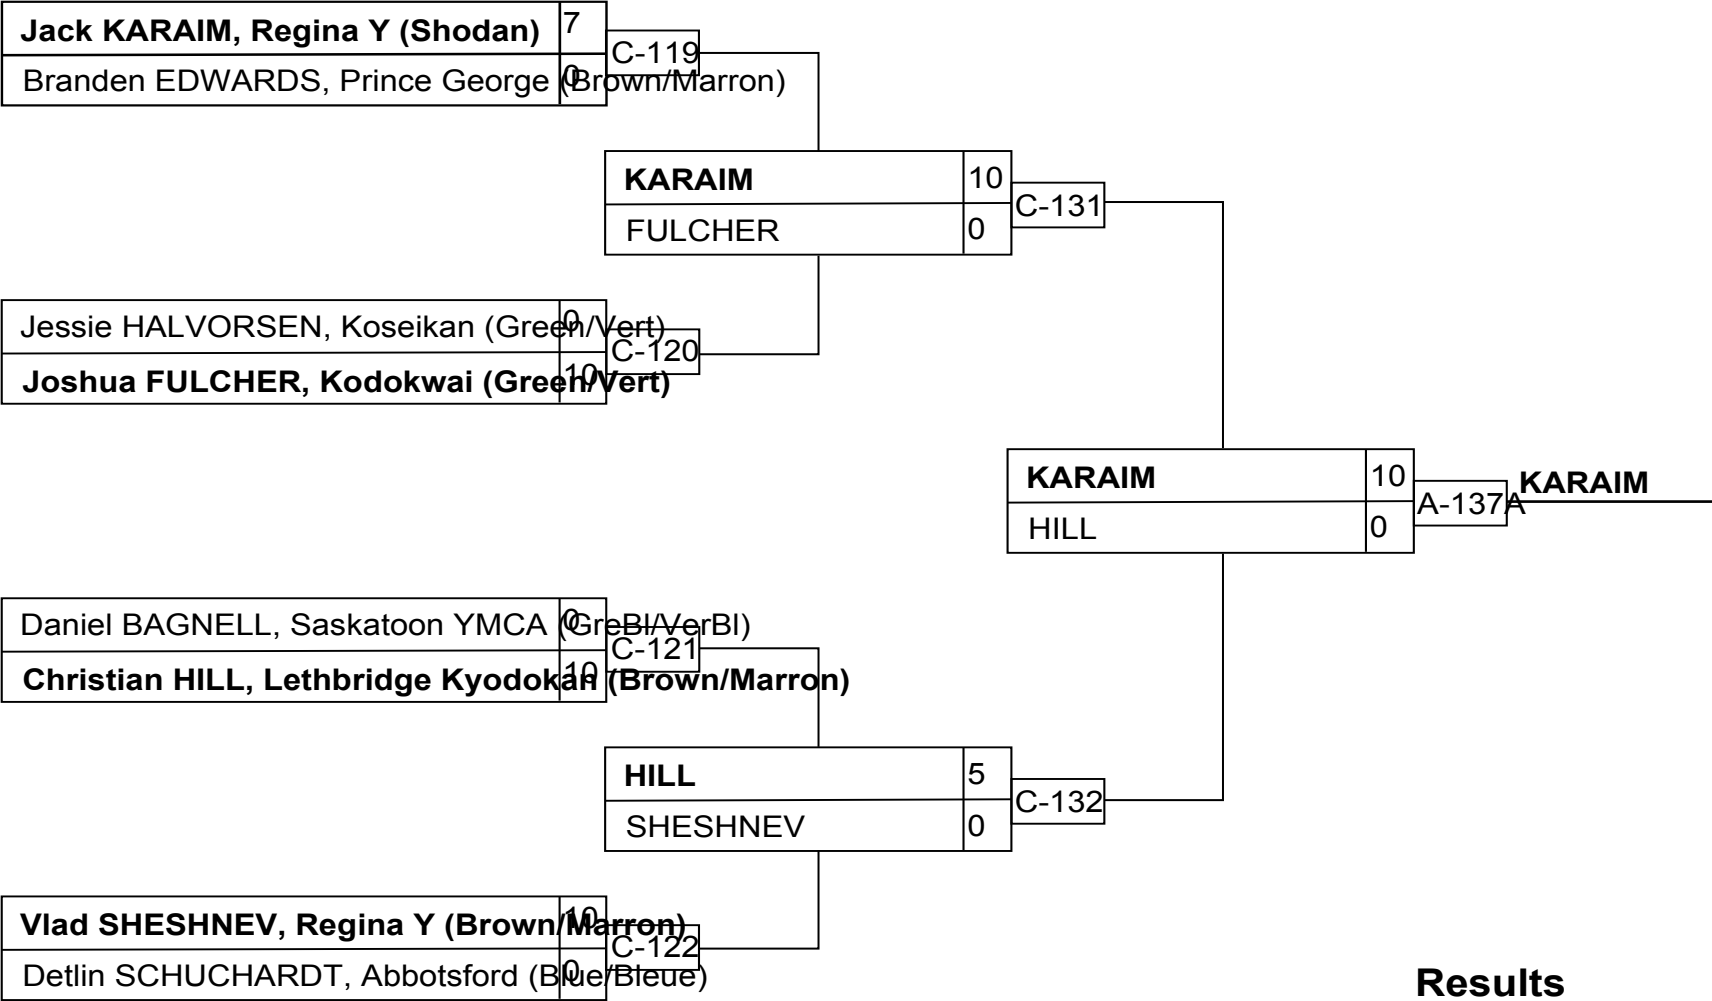 Jack KARAIM, Regina Y (Shodan) 7
C-119
Branden EDWARDS, Prince George (Brown/Marron) 0
KARAIM 10
C-131
FULCHER 0
Jessie HALVORSEN, Koseikan (Green/Vert) 0
C-120
Joshua FULCHER, Kodokwai (Green/Vert) 10
KARAIM 10
A-137A
KARAIM
HILL 0
Daniel BAGNELL, Saskatoon YMCA (GreBl/VerBl) 0
C-121
Christian HILL, Lethbridge Kyodokan (Brown/Marron) 10
HILL 5
C-132
SHESHNEV 0
Vlad SHESHNEV, Regina Y (Brown/Marron) 10
C-122
Detlin SCHUCHARDT, Abbotsford (Blue/Bleue) 0
Results